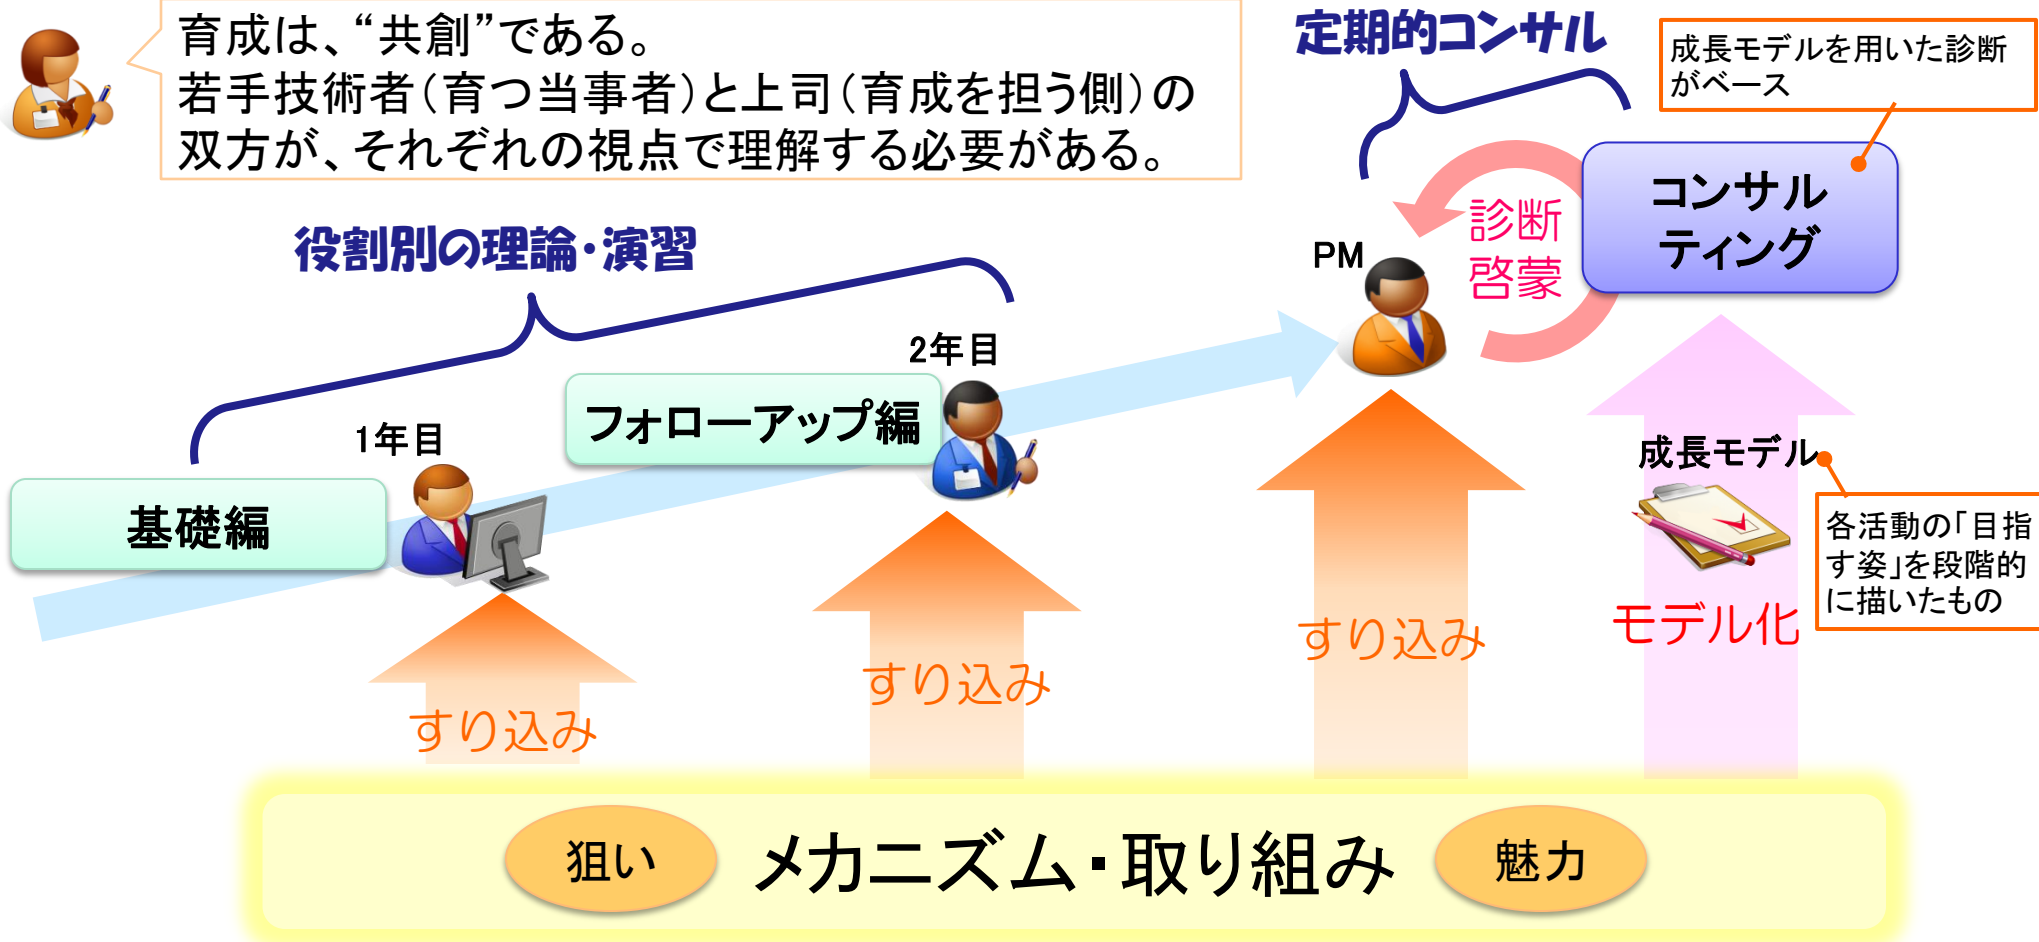 育成は、“共創”である。
若手技術者（育つ当事者）と上司（育成を担う側）の
双方が、それぞれの視点で理解する必要がある。
定期的コンサル
成長モデルを用いた診断
がベース
コンサル
ティング
診断
啓蒙
PM
役割別の理論・演習
2年目
フォローアップ編
1年目
基礎編
成長モデル
各活動の「目指
す姿」を段階的
に描いたもの
モデル化
すり込み
すり込み
すり込み
狙い
メカニズム・取り組み
魅力